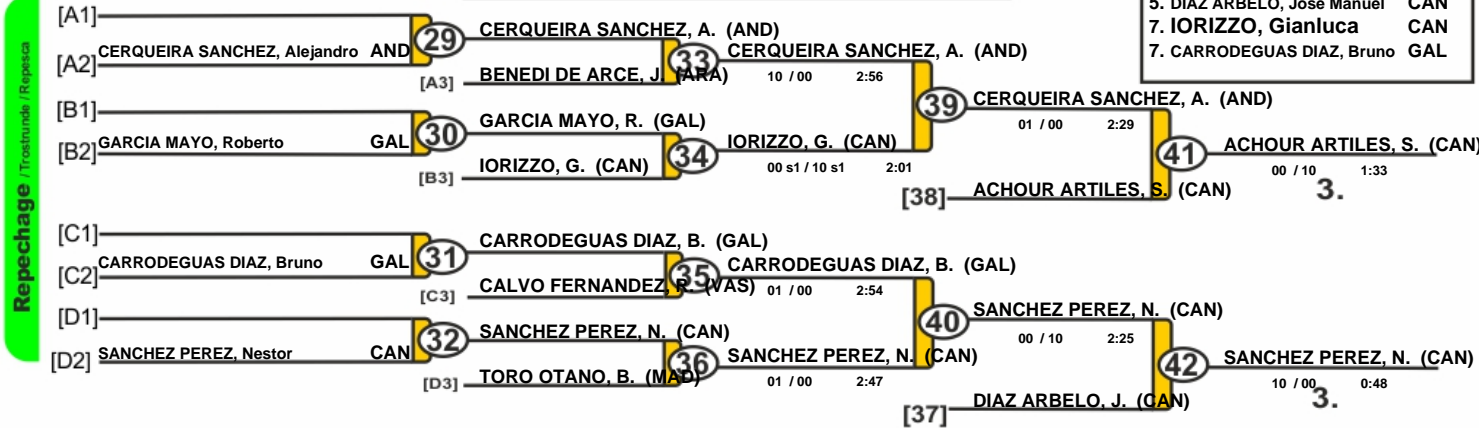 5. DIAZ ARBELO, José Manuel CAN
7. IORIZZO, Gianluca CAN
7. CARRODEGUAS DIAZ, Bruno GAL
Repechage / Trostrunde / Repesca
[A1]
[A2] CERQUEIRA SANCHEZ, Alejandro AND
29
CERQUEIRA SANCHEZ, A. (AND)
[A3] BENEDI DE ARCE, J. (ARA)
33
CERQUEIRA SANCHEZ, A. (AND)
10 / 00 2:56
[B1]
[B2] GARCIA MAYO, Roberto GAL
30
GARCIA MAYO, R. (GAL)
[B3] IORIZZO, G. (CAN)
34
IORIZZO, G. (CAN)
00 s1 / 10 s1 2:01
39
CERQUEIRA SANCHEZ, A. (AND)
01 / 00 2:29
[38] ACHOUR ARTILES, S. (CAN)
41
ACHOUR ARTILES, S. (CAN)
00 / 10 1:33
3.
[C1]
[C2] CARRODEGUAS DIAZ, Bruno GAL
31
CARRODEGUAS DIAZ, B. (GAL)
[C3] CALVO FERNANDEZ, R. (VAS)
35
CARRODEGUAS DIAZ, B. (GAL)
01 / 00 2:54
[D1]
[D2] SANCHEZ PEREZ, Nestor CAN
32
SANCHEZ PEREZ, N. (CAN)
[D3] TORO OTANO, B. (MAD)
36
SANCHEZ PEREZ, N. (CAN)
01 / 00 2:47
40
SANCHEZ PEREZ, N. (CAN)
00 / 10 2:25
[37] DIAZ ARBELO, J. (CAN)
42
SANCHEZ PEREZ, N. (CAN)
10 / 00 0:48
3.